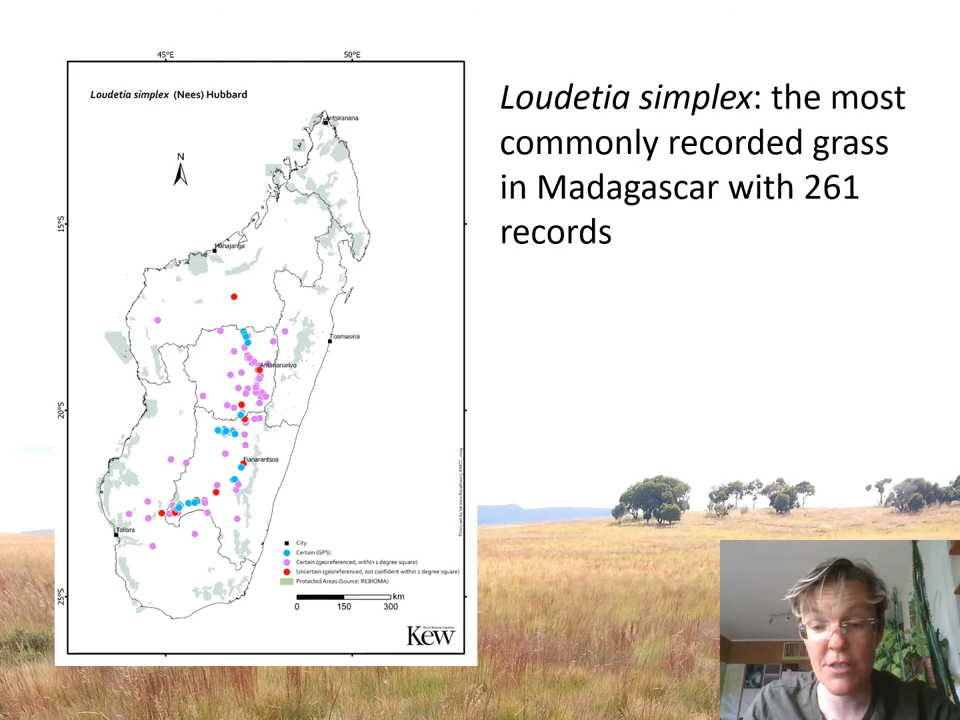 45°E
50°E
Loudetia simplex (Nees) Hubbard
Loudetia simplex: the most
commonly recorded grass
in Madagascar with 261
records
Antsiranana
N
15°S
Mahajanga
Toamasina
Antananarivo
20°S
Fianarantsoa
Toliara
City
Certain (GPS)
Certain (georeferenced, within 1 degree square)
Uncertain (georeferenced, not confident within 1 degree square)
Protected Areas (Source: REBIOMA)
25°S
km
0 150 300
Kew